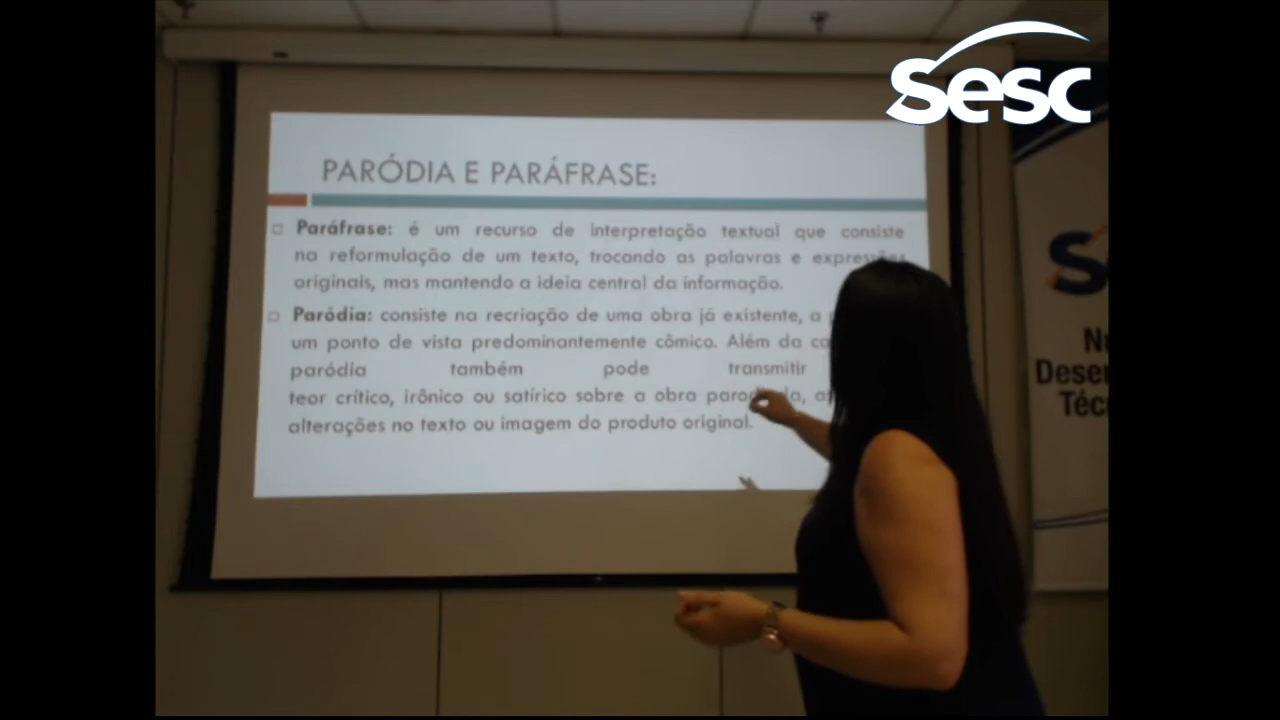 Sesc
PARÓDIA E PARÁFRASE:
Paráfrase: é um recurso de interpretação textual que consiste
na reformulação de um texto, trocando as palavras e expressões
originais, mas mantendo a ideia central da informação.
Paródia: consiste na recriação de uma obra já existente, a
um ponto de vista predominantemente cômico. Além da
paródia também pode transmitir
teor crítico, irônico ou satírico sobre a obra
alterações no texto ou imagem do produto original.